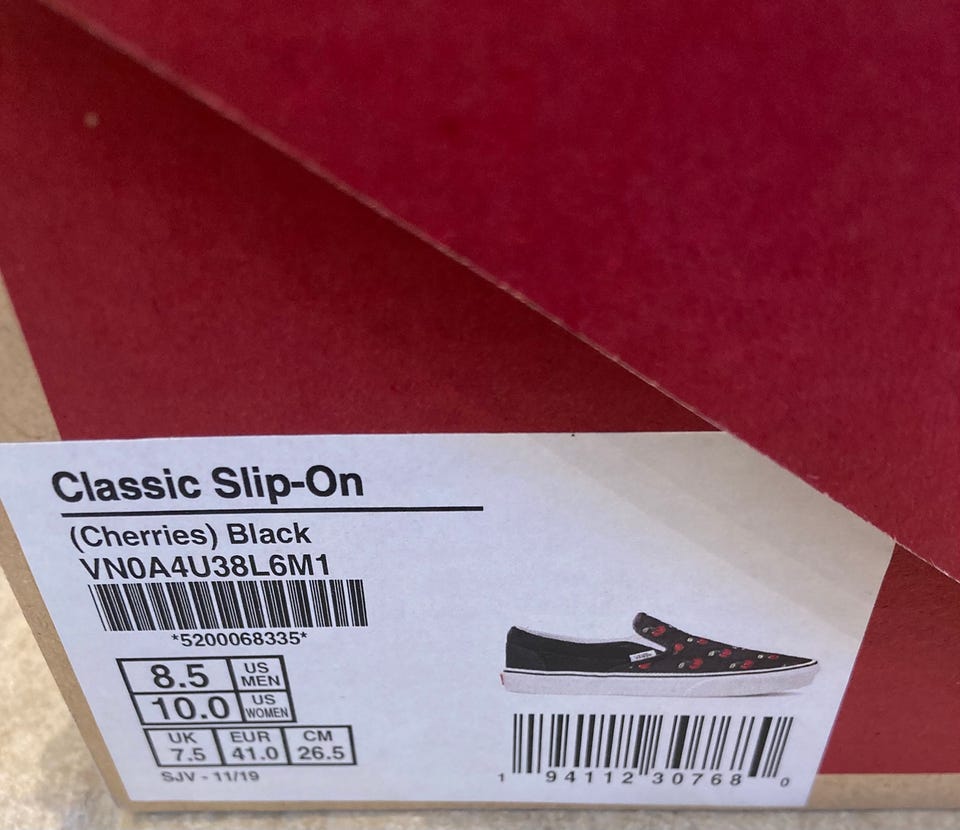 Classic Slip-On
(Cherries) Black
VN0A4U38L6M1
*5200068335*
8.5 US MEN
10.0 US WOMEN
UK 7.5 EUR 41.0 CM 26.5
SJV - 11/19
VANS
1 94112 30768 0